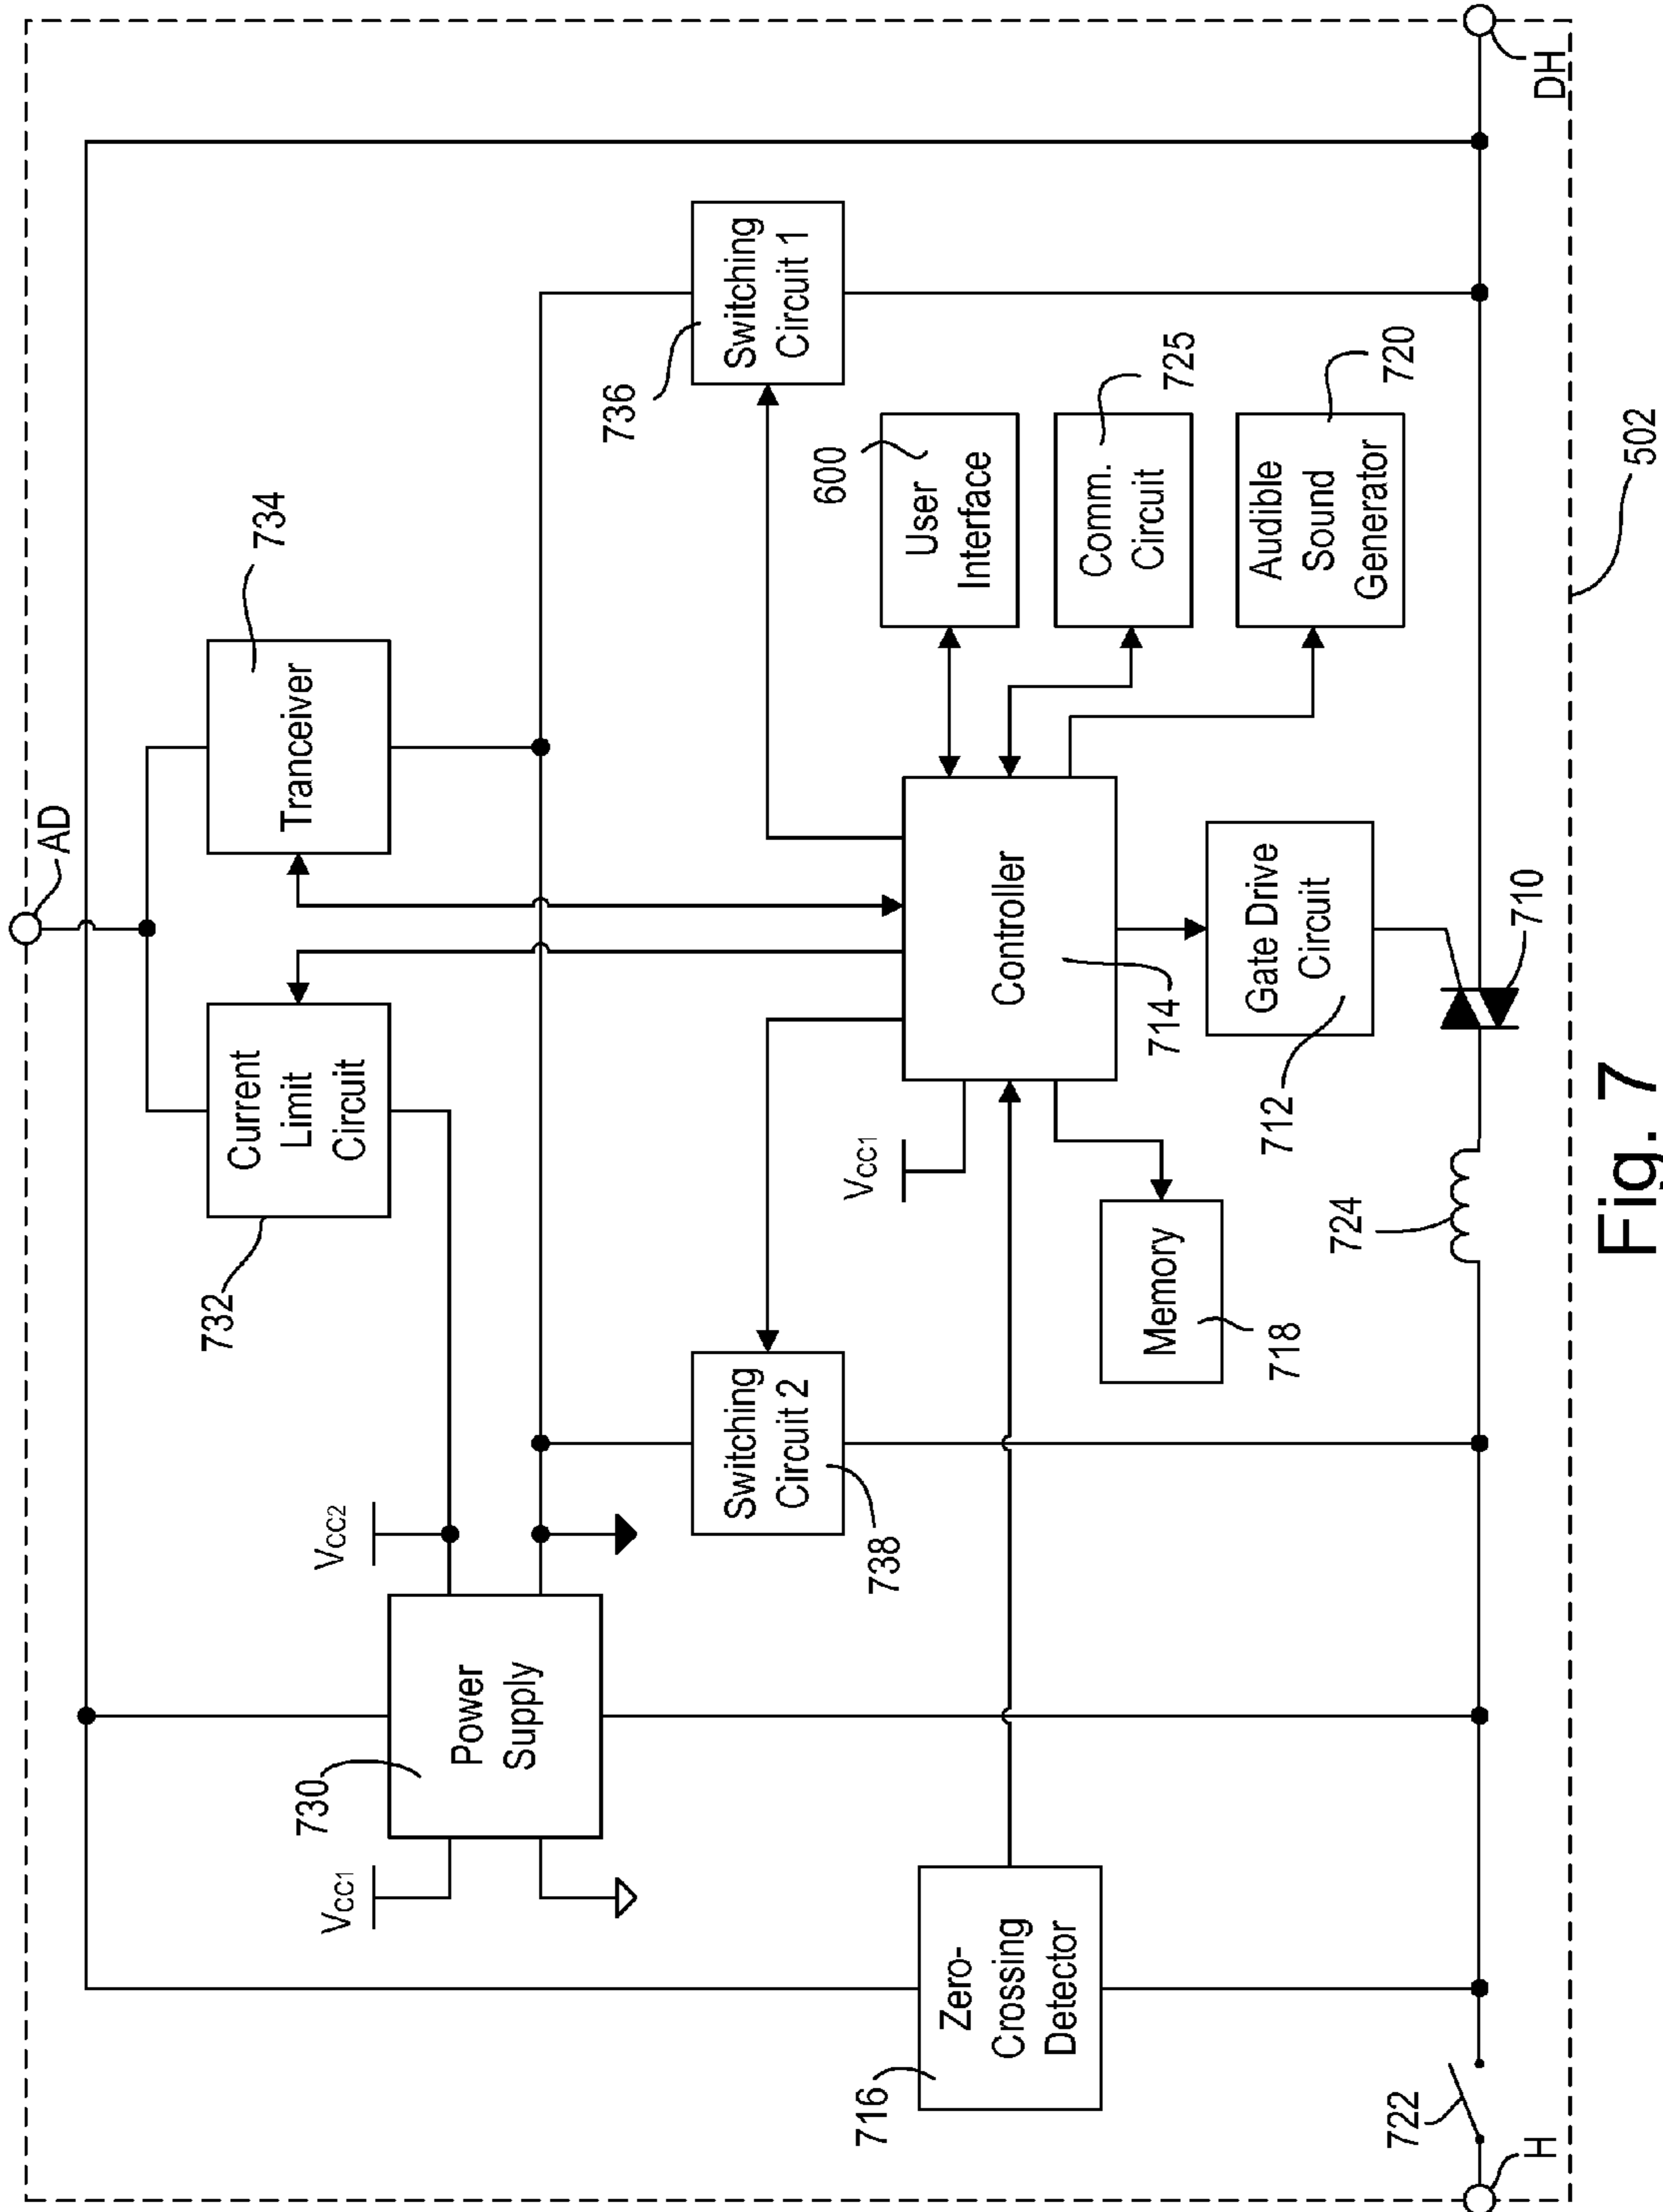 AD
Current
Limit
Circuit
732
Tranceiver
734
VCC1
730
Power
Supply
VCC2
Switching
Circuit 2
738
Switching
Circuit 1
736
VCC1
Controller
714
User
Interface
600
Comm.
Circuit
725
Audible
Sound
Generator
720
Zero-
Crossing
Detector
716
Memory
718
Gate Drive
Circuit
712
722
724
710
H
DH
502
Fig. 7